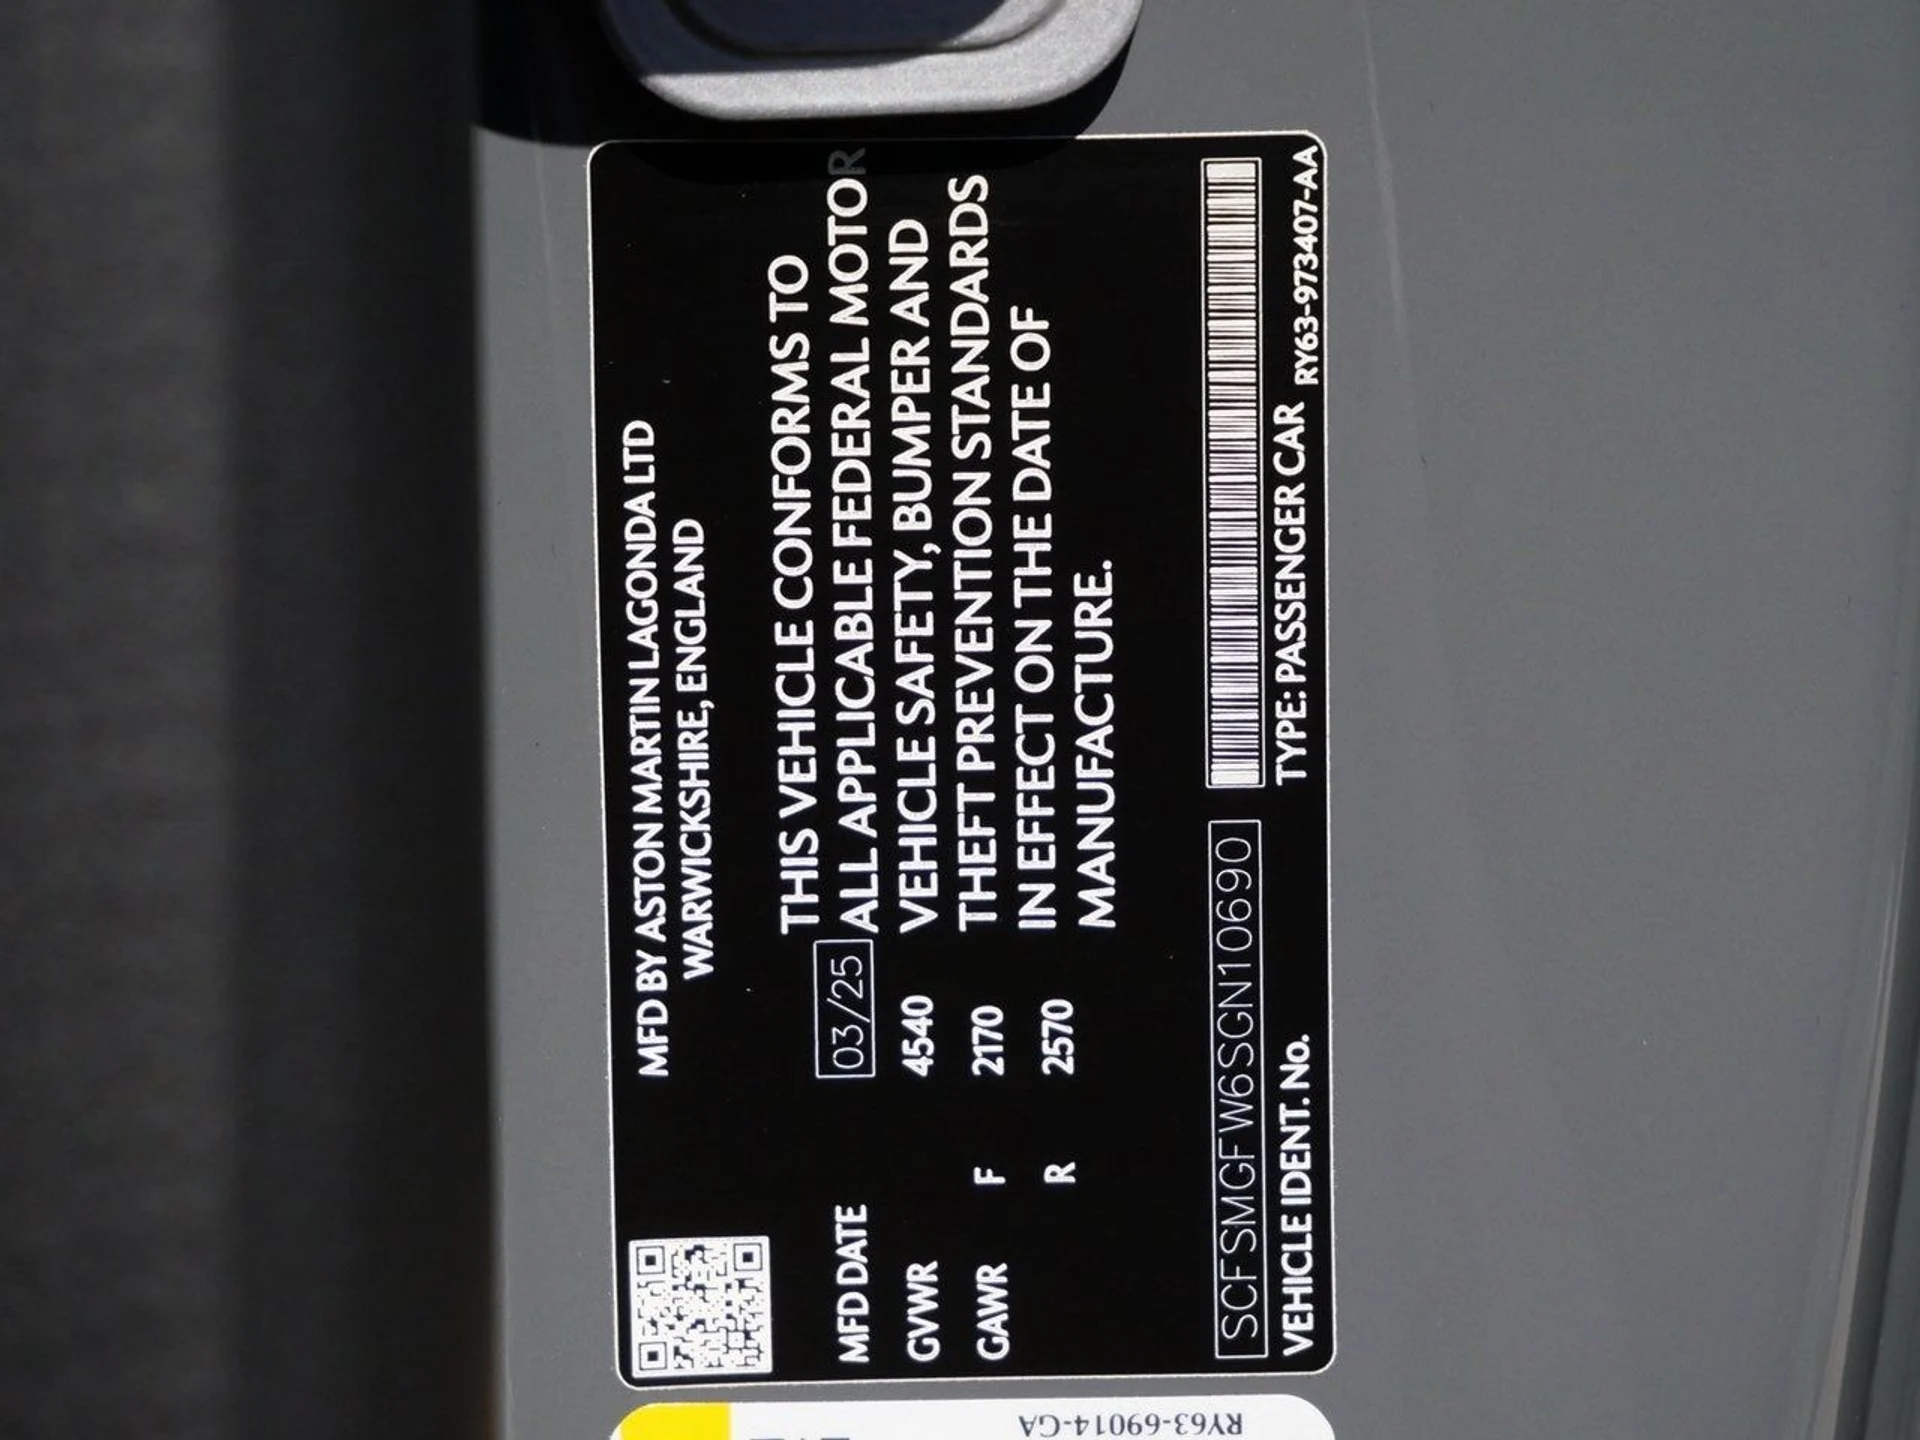 MFD BY ASTON MARTIN LAGONDA LTD
WARWICKSHIRE, ENGLAND
MFD DATE 03/25
GVWR 4540
GAWR F 2170
R 2570
THIS VEHICLE CONFORMS TO
ALL APPLICABLE FEDERAL MOTOR
VEHICLE SAFETY, BUMPER AND
THEFT PREVENTION STANDARDS
IN EFFECT ON THE DATE OF
MANUFACTURE.
SCFSMGFW6SGN10690
VEHICLE IDENT. No.
TYPE: PASSENGER CAR
RY63-973407-AA
RY63-69014-GA